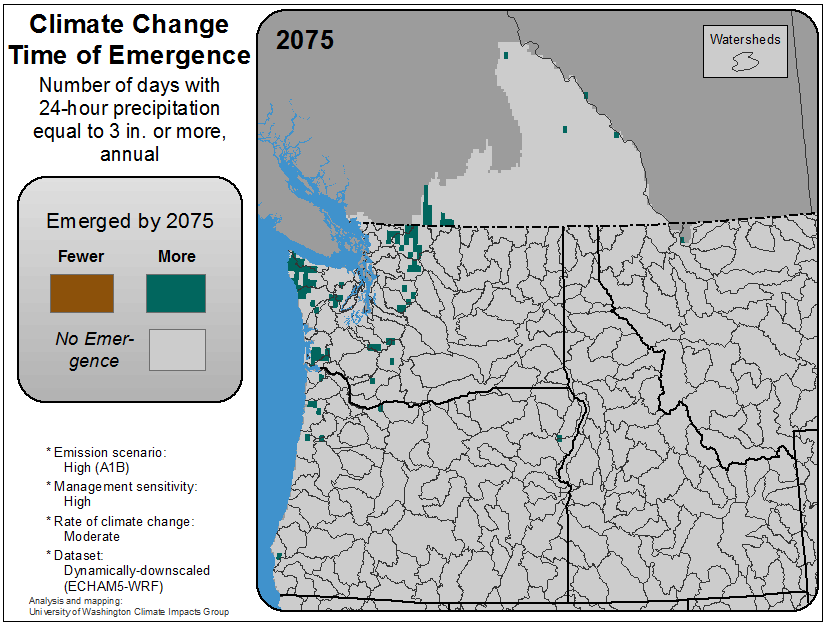 Climate Change
Time of Emergence
Number of days with
24-hour precipitation
equal to 3 in. or more,
annual
Emerged by 2075
Fewer More
No Emer-
gence
* Emission scenario:
High (A1B)
* Management sensitivity:
High
* Rate of climate change:
Moderate
* Dataset:
Dynamically-downscaled
(ECHAM5-WRF)
Analysis and mapping:
University of Washington Climate Impacts Group
2075
Watersheds